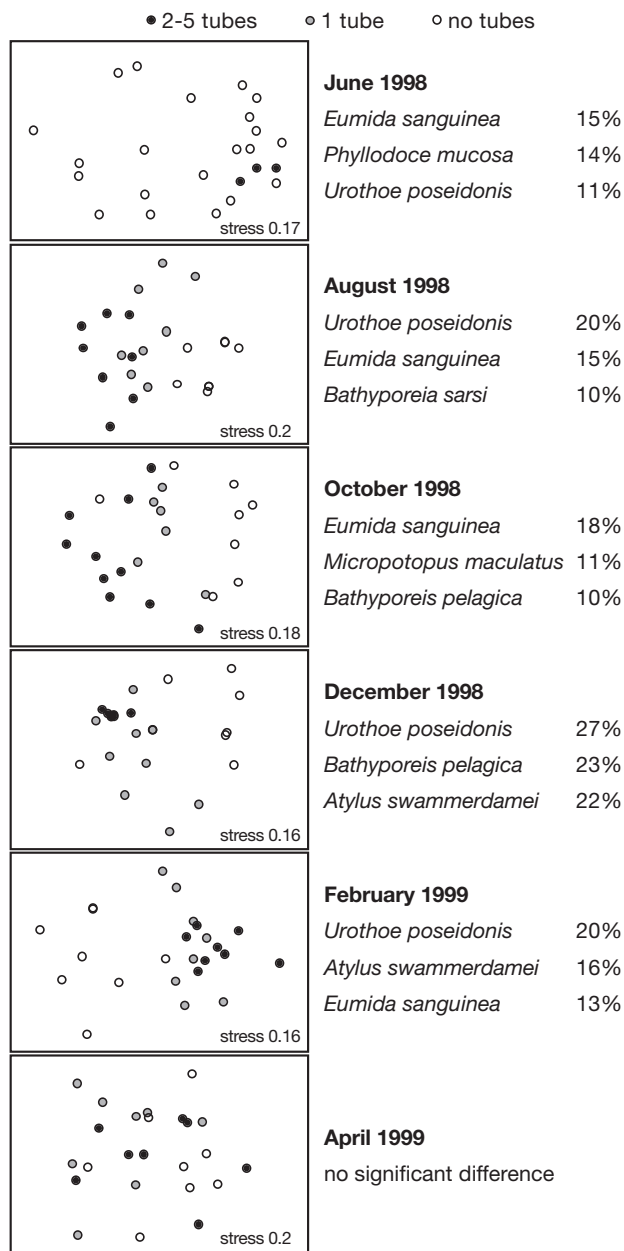 2-5 tubes 1 tube no tubes
June 1998
Eumida sanguinea 15%
Phyllodoce mucosa 14%
Urothoe poseidonis 11%
stress 0.17
August 1998
Urothoe poseidonis 20%
Eumida sanguinea 15%
Bathyporeia sarsi 10%
stress 0.2
October 1998
Eumida sanguinea 18%
Micropotopus maculatus 11%
Bathyporeis pelagica 10%
stress 0.18
December 1998
Urothoe poseidonis 27%
Bathyporeis pelagica 23%
Atylus swammerdamei 22%
stress 0.16
February 1999
Urothoe poseidonis 20%
Atylus swammerdamei 16%
Eumida sanguinea 13%
stress 0.16
April 1999
no significant difference
stress 0.2